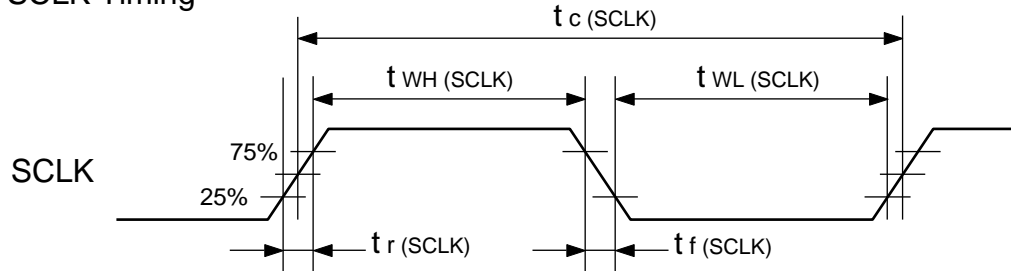 SCLK Timing
t c (SCLK)
t WH (SCLK)
t WL (SCLK)
75%
SCLK
25%
t r (SCLK)
t f (SCLK)